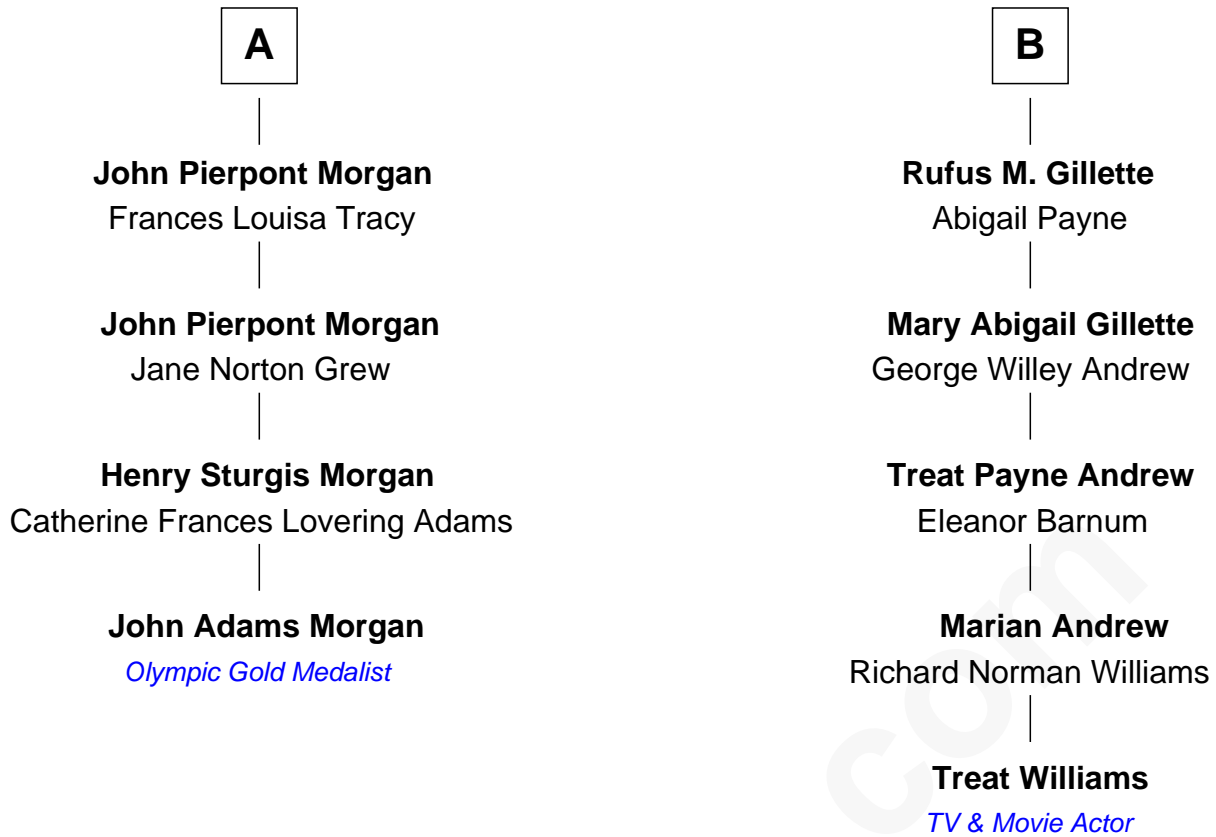 A
John Pierpont Morgan
Frances Louisa Tracy
John Pierpont Morgan
Jane Norton Grew
Henry Sturgis Morgan
Catherine Frances Lovering Adams
John Adams Morgan
Olympic Gold Medalist
B
Rufus M. Gillette
Abigail Payne
Mary Abigail Gillette
George Willey Andrew
Treat Payne Andrew
Eleanor Barnum
Marian Andrew
Richard Norman Williams
Treat Williams
TV & Movie Actor
com